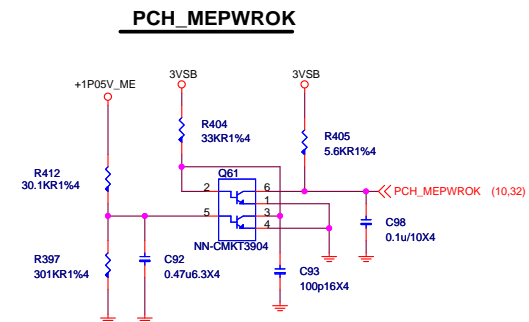 PCH_MEPWROK
3VSB
3VSB
+1P05V_ME
R404
33KR1%4
R405
5.6KR1%4
R412
30.1KR1%4
Q61
2
6
1
5
3
4
PCH_MEPWROK (10,32)
NN-CMKT3904
C98
0.1u/10X4
R397
301KR1%4
C92
0.47u6.3X4
C93
100p16X4